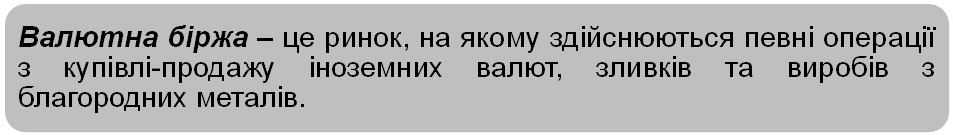 Валютна біржа – це ринок, на якому здійснюються певні операції
з купівлі-продажу іноземних валют, зливків та виробів з
благородних металів.